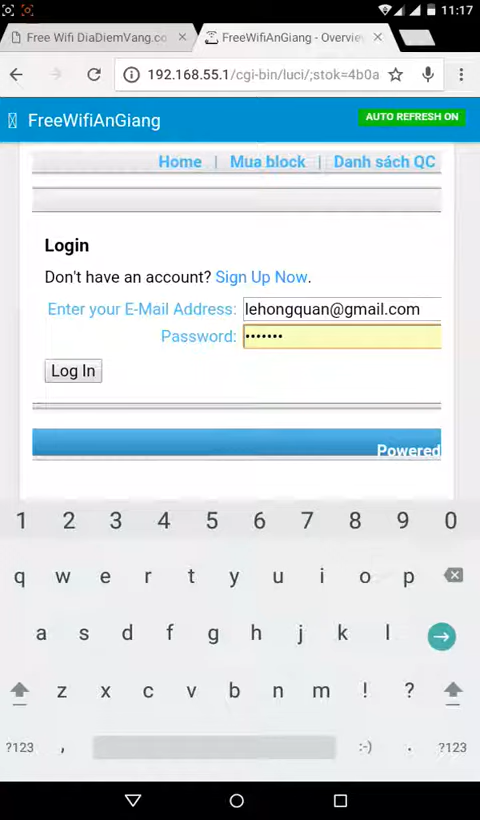 11:17
Free Wifi DiaDiemVang.co
FreeWifiAnGiang - Overview
192.168.55.1/cgi-bin/luci/;stok=4b0a
FreeWifiAnGiang
AUTO REFRESH ON
Home | Mua block | Danh sách QC
Login
Don't have an account? Sign Up Now.
Enter your E-Mail Address: lehongquan@gmail.com
Password: •••••••
Log In
Powered
1 2 3 4 5 6 7 8 9 0
q w e r t y u i o p
a s d f g h j k l
z x c v b n m ! ?
?123 , :-) . ?123